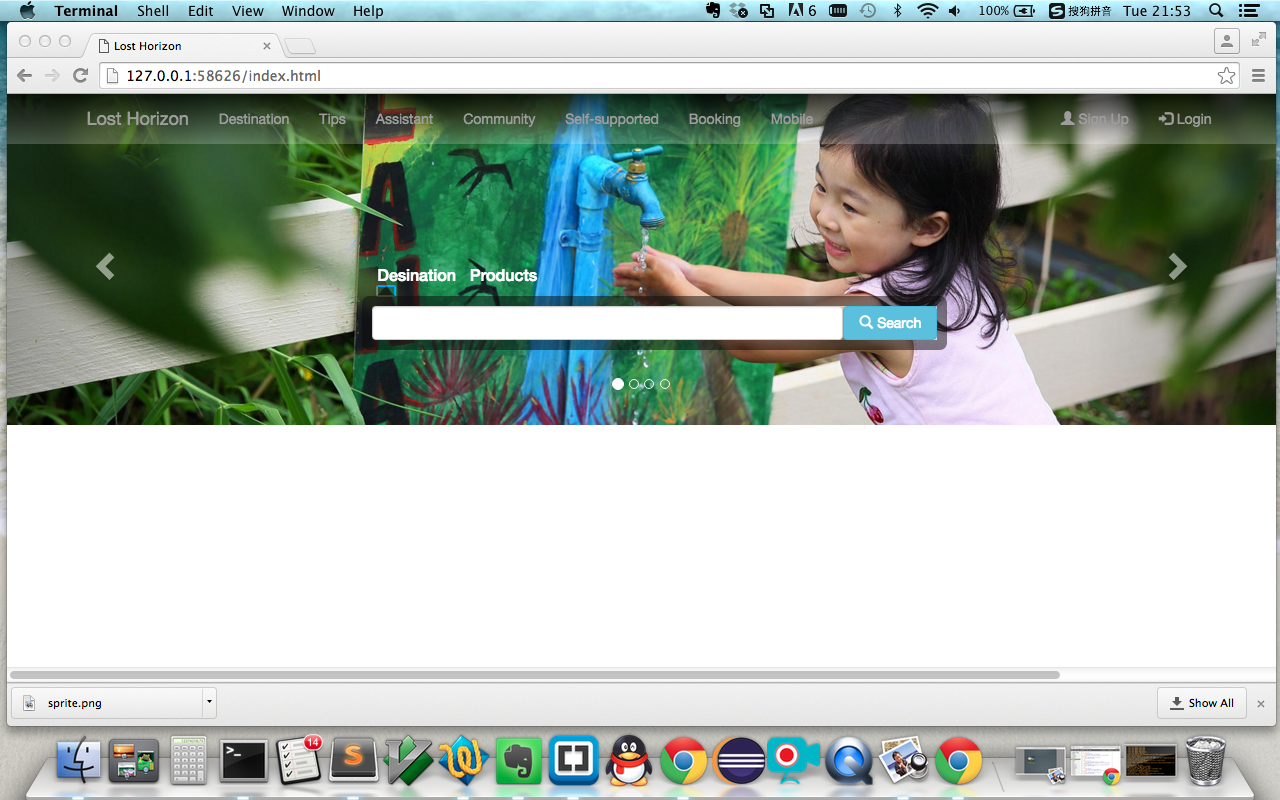 Terminal Shell Edit View Window Help 6 100% 搜狗拼音 Tue 21:53
Lost Horizon
127.0.0.1:58626/index.html
Lost Horizon Destination Tips Assistant Community Self-supported Booking Mobile Sign Up Login
Desination Products
Search
sprite.png Show All
14